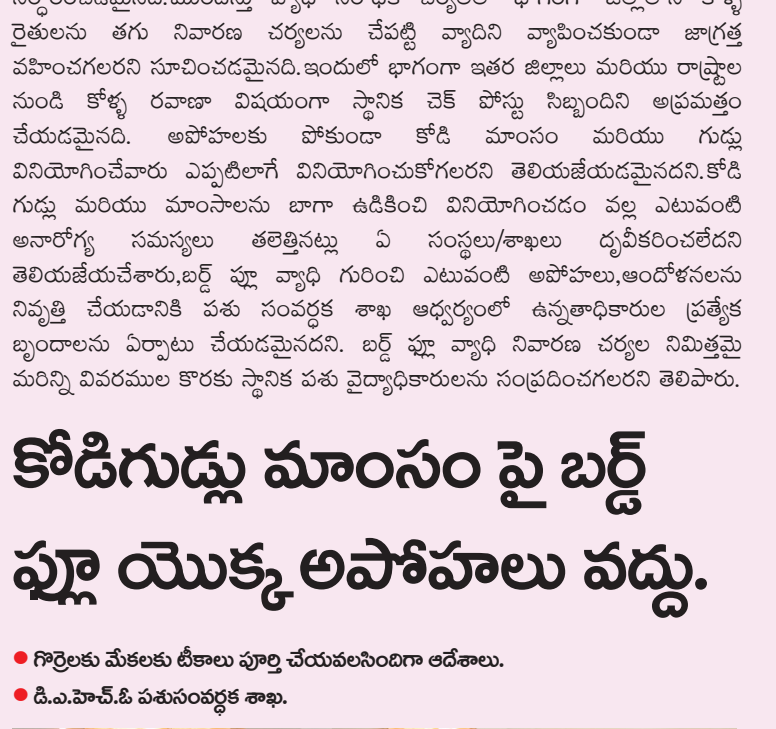 రైతులను తగు నివారణ చర్యలను చేపట్టి వ్యాదిని వ్యాపించకుండా జాగ్రత్త
వహించగలరని సూచించడమైనది.ఇందులో భాగంగా ఇతర జిల్లాలు మరియు రాష్ట్రాల
నుండి కోళ్ళ రవాణా విషయంగా స్థానిక చెక్ పోస్టు సిబ్బందిని అప్రమత్తం
చేయడమైనది. అపోహలకు పోకుండా కోడి మాంసం మరియు గుడ్లు
వినియోగించేవారు ఎప్పటిలాగే వినియోగించుకోగలరని తెలియజేయడమైనదని.కోడి
గుడ్లు మరియు మాంసాలను బాగా ఉడికించి వినియోగించడం వల్ల ఎటువంటి
అనారోగ్య సమస్యలు తలెత్తినట్లు ఏ సంస్థలు/శాఖలు దృవీకరించలేదని
తెలియజేయచేశారు,బర్డ్ ఫ్లూ వ్యాధి గురించి ఎటువంటి అపోహలు,ఆందోళనలను
నివృత్తి చేయడానికి పశు సంవర్ధక శాఖ ఆధ్వర్యంలో ఉన్నతాధికారుల ప్రత్యేక
బృందాలను ఏర్పాటు చేయడమైనదని. బర్డ్ ఫ్లూ వ్యాధి నివారణ చర్యల నిమిత్తమై
మరిన్ని వివరముల కొరకు స్థానిక పశు వైద్యాధికారులను సంప్రదించగలరని తెలిపారు.
కోడిగుడ్లు మాంసం పై బర్డ్
ఫ్లూ యొక్క అపోహలు వద్దు.
గొర్రెలకు మేకలకు టీకాలు పూర్తి చేయవలసిందిగా ఆదేశాలు.
డి.ఎ.హెచ్.ఓ పశుసంవర్ధక శాఖ.